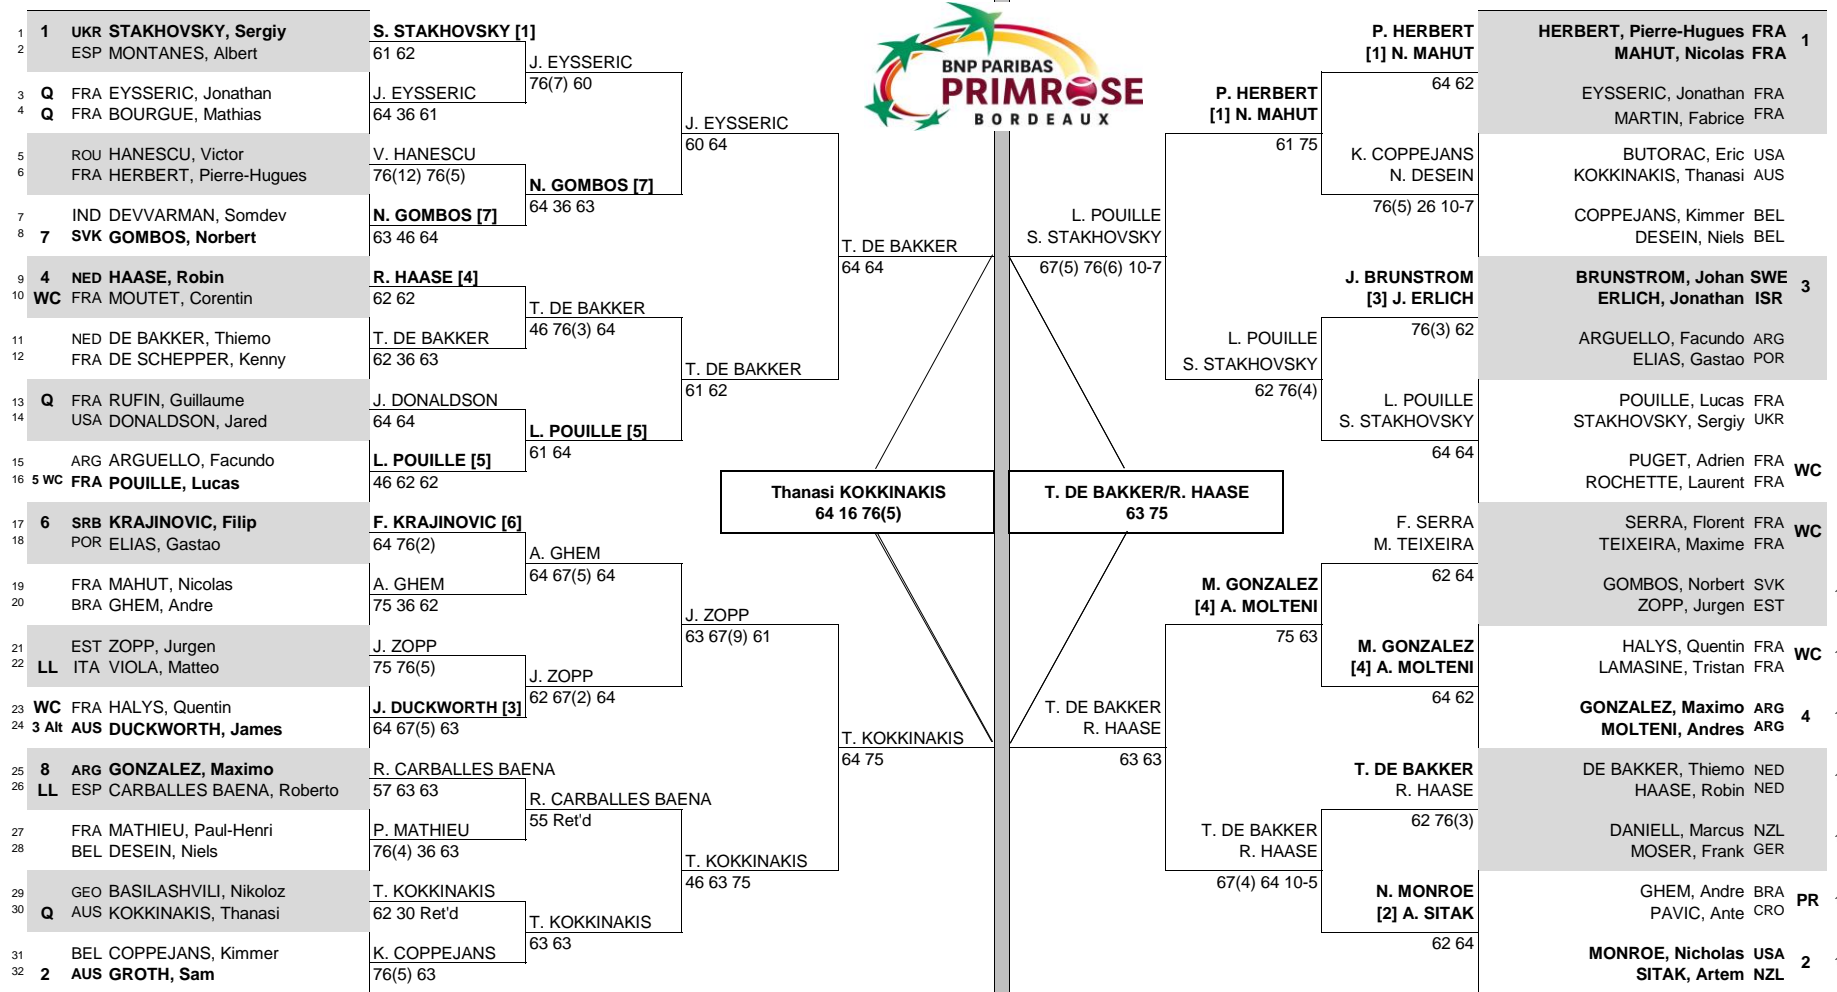 BNP PARIBAS
PRIMROSE
BORDEAUX
1 1 UKR STAKHOVSKY, Sergiy
2 ESP MONTANES, Albert
3 Q FRA EYSSERIC, Jonathan
4 Q FRA BOURGUE, Mathias
5 ROU HANESCU, Victor
6 FRA HERBERT, Pierre-Hugues
7 IND DEVVARMAN, Somdev
8 7 SVK GOMBOS, Norbert
9 4 NED HAASE, Robin
10 WC FRA MOUTET, Corentin
11 NED DE BAKKER, Thiemo
12 FRA DE SCHEPPER, Kenny
13 Q FRA RUFIN, Guillaume
14 USA DONALDSON, Jared
15 ARG ARGUELLO, Facundo
16 5 WC FRA POUILLE, Lucas
17 6 SRB KRAJINOVIC, Filip
18 POR ELIAS, Gastao
19 FRA MAHUT, Nicolas
20 BRA GHEM, Andre
21 EST ZOPP, Jurgen
22 LL ITA VIOLA, Matteo
23 WC FRA HALYS, Quentin
24 3 Alt AUS DUCKWORTH, James
25 8 ARG GONZALEZ, Maximo
26 LL ESP CARBALLES BAENA, Roberto
27 FRA MATHIEU, Paul-Henri
28 BEL DESEIN, Niels
29 GEO BASILASHVILI, Nikoloz
30 Q AUS KOKKINAKIS, Thanasi
31 BEL COPPEJANS, Kimmer
32 2 AUS GROTH, Sam
S. STAKHOVSKY [1]
61 62
J. EYSSERIC
64 36 61
V. HANESCU
76(12) 76(5)
N. GOMBOS [7]
63 46 64
R. HAASE [4]
62 62
T. DE BAKKER
62 36 63
J. DONALDSON
64 64
L. POUILLE [5]
46 62 62
F. KRAJINOVIC [6]
64 76(2)
A. GHEM
75 36 62
J. ZOPP
75 76(5)
J. DUCKWORTH [3]
64 67(5) 63
R. CARBALLES BAENA
57 63 63
P. MATHIEU
76(4) 36 63
T. KOKKINAKIS
62 30 Ret'd
K. COPPEJANS
76(5) 63
J. EYSSERIC
76(7) 60
N. GOMBOS [7]
64 36 63
T. DE BAKKER
46 76(3) 64
L. POUILLE [5]
61 64
A. GHEM
64 67(5) 64
J. ZOPP
62 67(2) 64
R. CARBALLES BAENA
55 Ret'd
T. KOKKINAKIS
63 63
J. EYSSERIC
60 64
T. DE BAKKER
61 62
J. ZOPP
63 67(9) 61
T. KOKKINAKIS
46 63 75
T. DE BAKKER
64 64
T. KOKKINAKIS
64 75
Thanasi KOKKINAKIS
64 16 76(5)
T. DE BAKKER/R. HAASE
63 75
L. POUILLE
S. STAKHOVSKY
67(5) 76(6) 10-7
T. DE BAKKER
R. HAASE
63 63
P. HERBERT
[1] N. MAHUT
61 75
L. POUILLE
S. STAKHOVSKY
62 76(4)
M. GONZALEZ
[4] A. MOLTENI
75 63
T. DE BAKKER
R. HAASE
67(4) 64 10-5
P. HERBERT
[1] N. MAHUT
64 62
K. COPPEJANS
N. DESEIN
76(5) 26 10-7
J. BRUNSTROM
[3] J. ERLICH
76(3) 62
L. POUILLE
S. STAKHOVSKY
64 64
F. SERRA
M. TEIXEIRA
62 64
M. GONZALEZ
[4] A. MOLTENI
64 62
T. DE BAKKER
R. HAASE
62 76(3)
N. MONROE
[2] A. SITAK
62 64
HERBERT, Pierre-Hugues FRA 1
MAHUT, Nicolas FRA
EYSSERIC, Jonathan FRA
MARTIN, Fabrice FRA
BUTORAC, Eric USA
KOKKINAKIS, Thanasi AUS
COPPEJANS, Kimmer BEL
DESEIN, Niels BEL
BRUNSTROM, Johan SWE 3
ERLICH, Jonathan ISR
ARGUELLO, Facundo ARG
ELIAS, Gastao POR
POUILLE, Lucas FRA
STAKHOVSKY, Sergiy UKR
PUGET, Adrien FRA WC
ROCHETTE, Laurent FRA
SERRA, Florent FRA WC
TEIXEIRA, Maxime FRA
GOMBOS, Norbert SVK
ZOPP, Jurgen EST
HALYS, Quentin FRA WC
LAMASINE, Tristan FRA
GONZALEZ, Maximo ARG 4
MOLTENI, Andres ARG
DE BAKKER, Thiemo NED
HAASE, Robin NED
DANIELL, Marcus NZL
MOSER, Frank GER
GHEM, Andre BRA PR
PAVIC, Ante CRO
MONROE, Nicholas USA 2
SITAK, Artem NZL